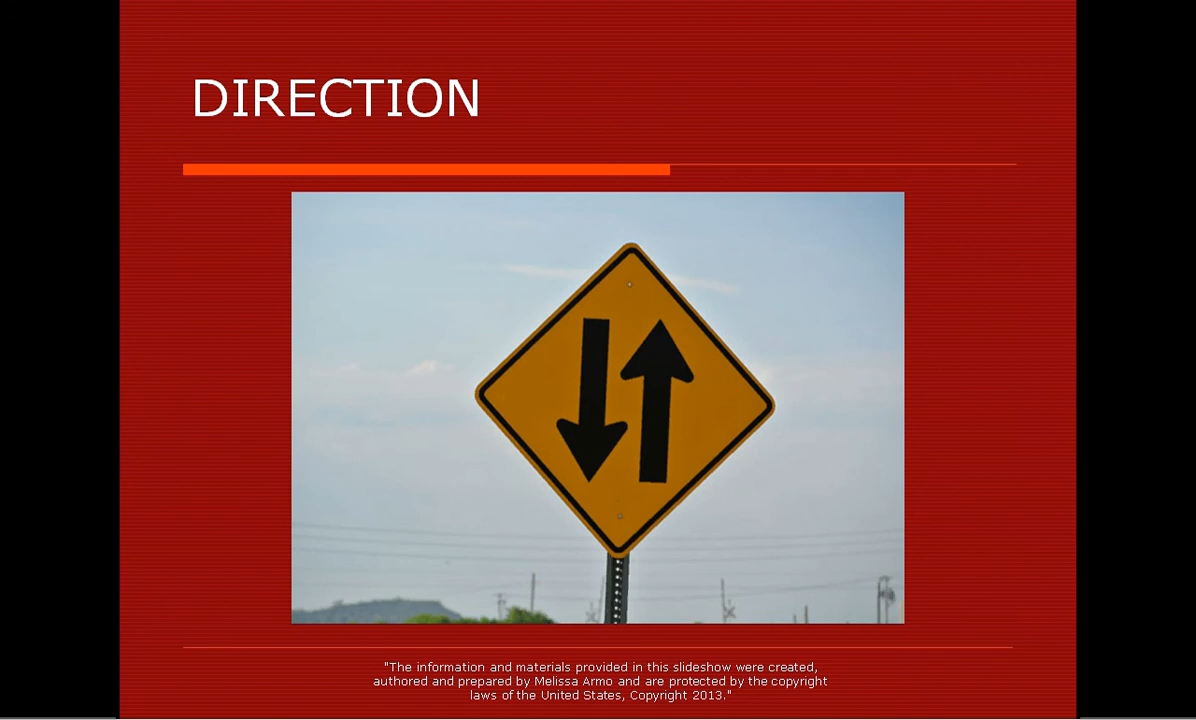 DIRECTION
"The information and materials provided in this slideshow were created,
authored and prepared by Melissa Armo and are protected by the copyright
laws of the United States, Copyright 2013."